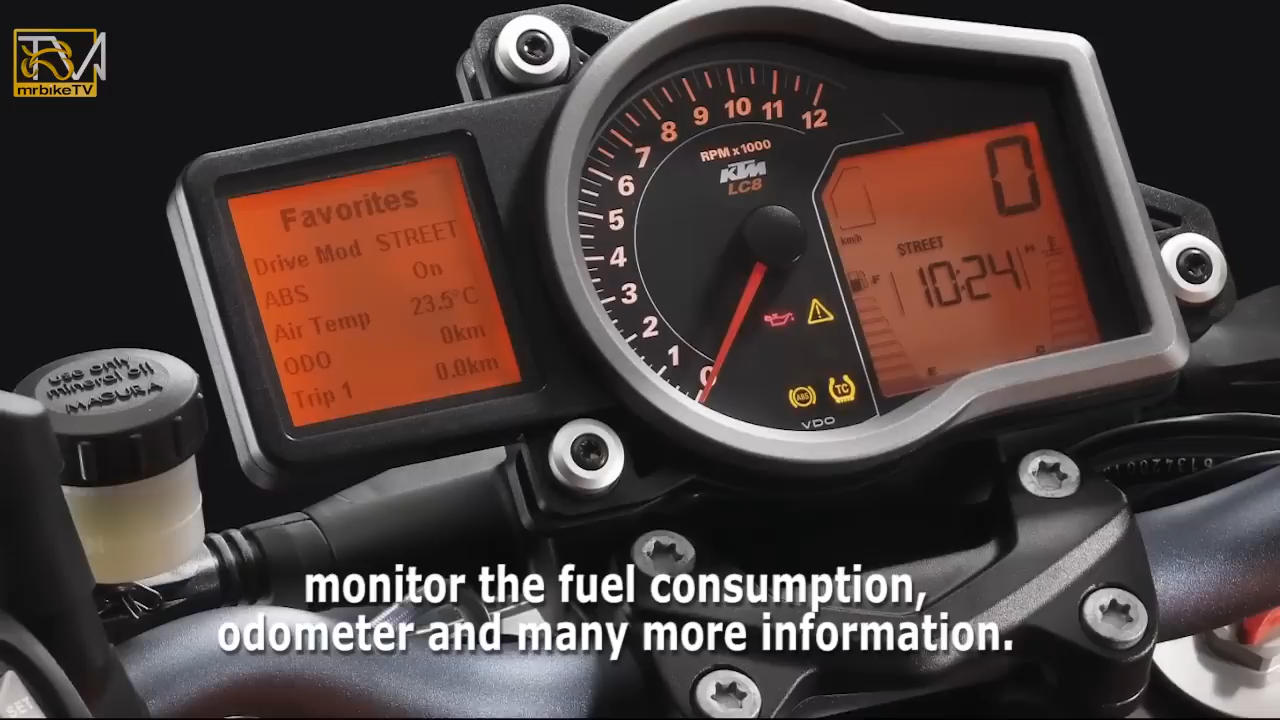 mrbikeTV
Favorites
Drive Mod STREET
ABS On
Air Temp 23.5°C
ODO 0km
Trip 1 0.0km
use only
mineral oil
MAGURA
0 1 2 3 4 5 6 7 8 9 10 11 12
RPM x 1000
KTM
LC8
ABS
TC
VDO
0
km/h
STREET
10:24
F
E
SET
monitor the fuel consumption,
odometer and many more information.